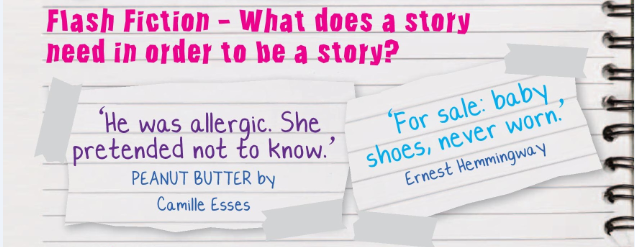 Flash Fiction - What does a story
need in order to be a story?
'He was allergic. She
pretended not to know.'
PEANUT BUTTER by
Camille Esses
'For sale: baby
shoes, never worn.'
Ernest Hemmingway